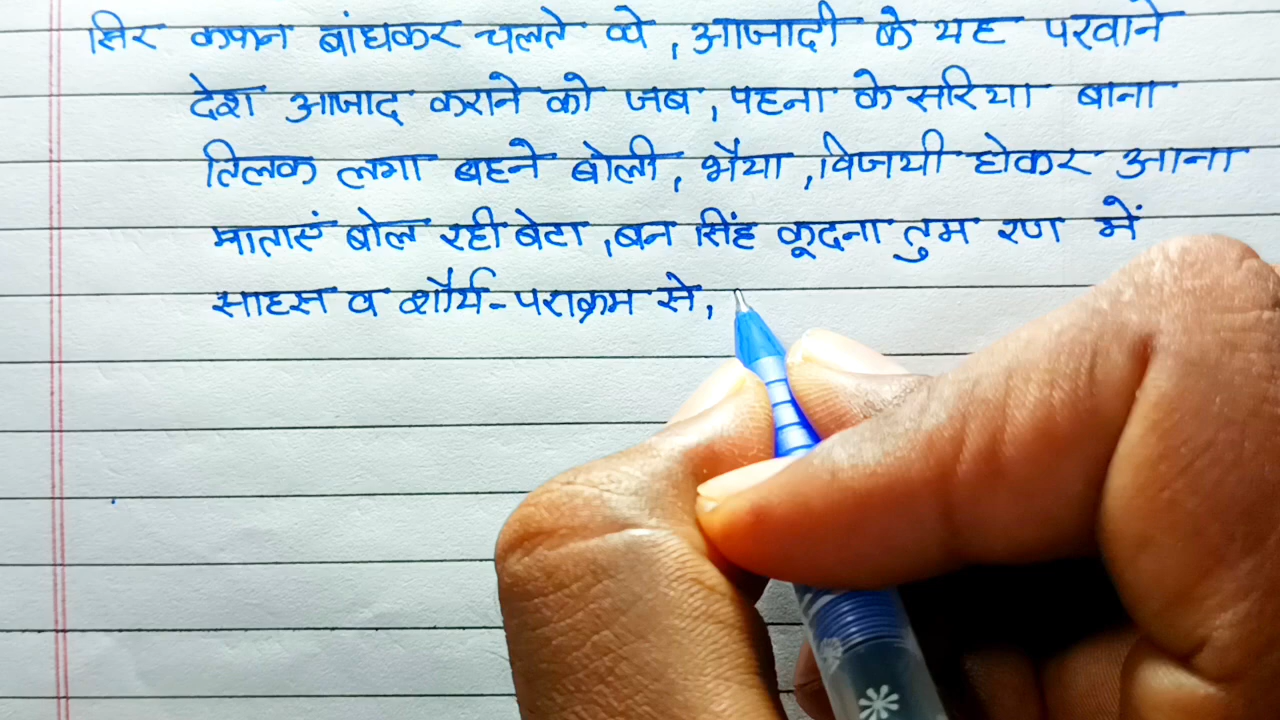 सिर कफन बांधकर चलते थे, आजादी के यह परवाने
देश आजाद कराने को जब, पहना केसरिया बाना
तिलक लगा बहने बोली, भैया, विजयी होकर आना
माताएं बोल रही बेटा, बन सिंह कूदना तुम रण में
साहस व शौर्य-पराक्रम से,